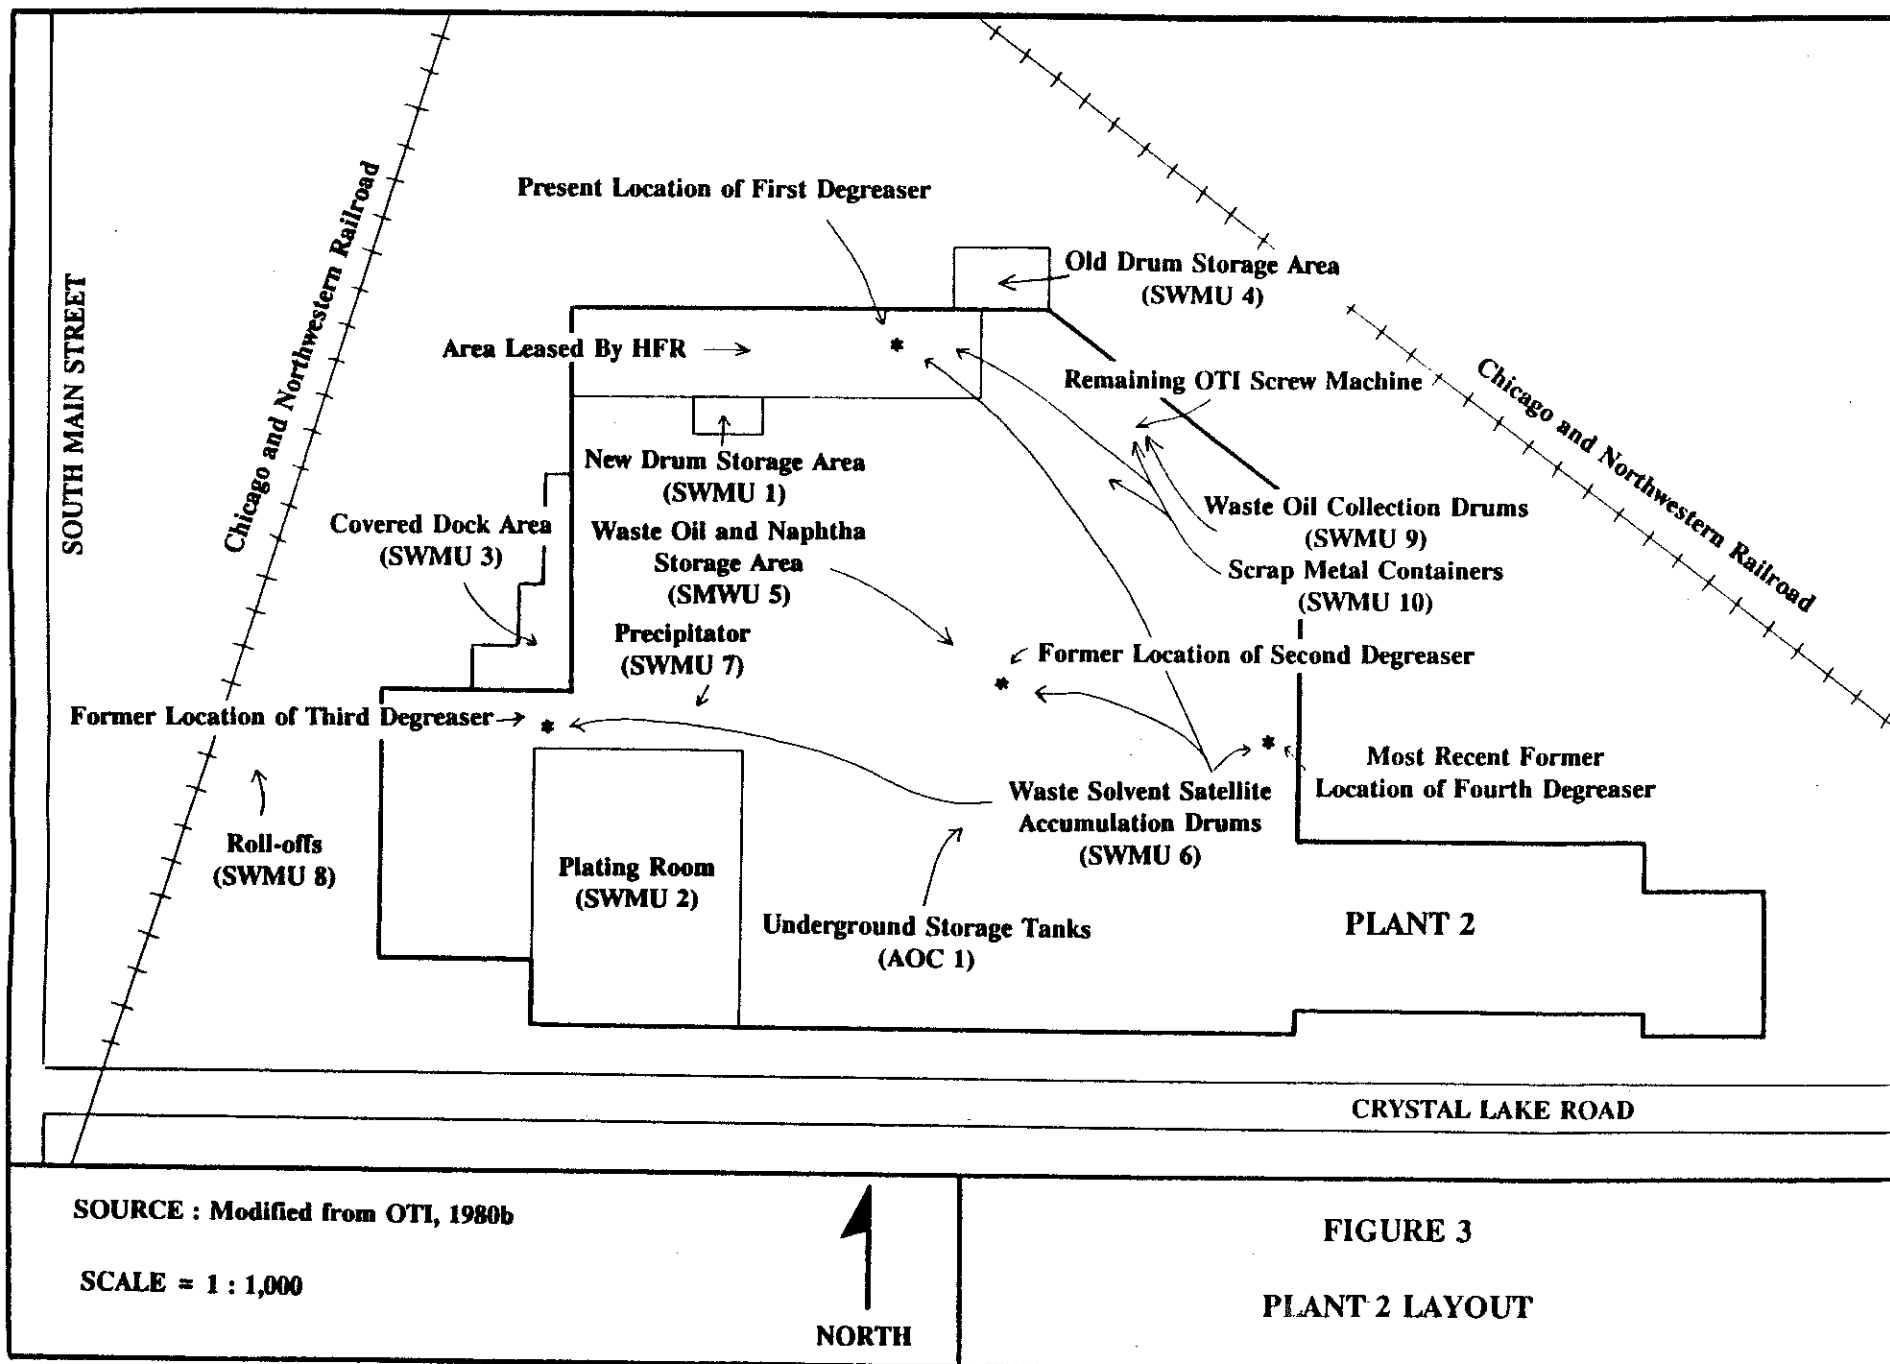 Present Location of First Degreaser
Old Drum Storage Area
(SWMU 4)
Area Leased By HFR
Remaining OTI Screw Machine
Chicago and Northwestern Railroad
SOUTH MAIN STREET
Chicago and Northwestern Railroad
New Drum Storage Area
(SWMU 1)
Covered Dock Area
(SWMU 3)
Waste Oil and Naphtha
Storage Area
(SMWU 5)
Waste Oil Collection Drums
(SWMU 9)
Scrap Metal Containers
(SWMU 10)
Precipitator
(SWMU 7)
Former Location of Second Degreaser
Former Location of Third Degreaser
Most Recent Former
Location of Fourth Degreaser
Waste Solvent Satellite
Accumulation Drums
(SWMU 6)
Roll-offs
(SWMU 8)
Plating Room
(SWMU 2)
Underground Storage Tanks
(AOC 1)
PLANT 2
CRYSTAL LAKE ROAD
SOURCE : Modified from OTI, 1980b
SCALE = 1 : 1,000
NORTH
FIGURE 3
PLANT 2 LAYOUT